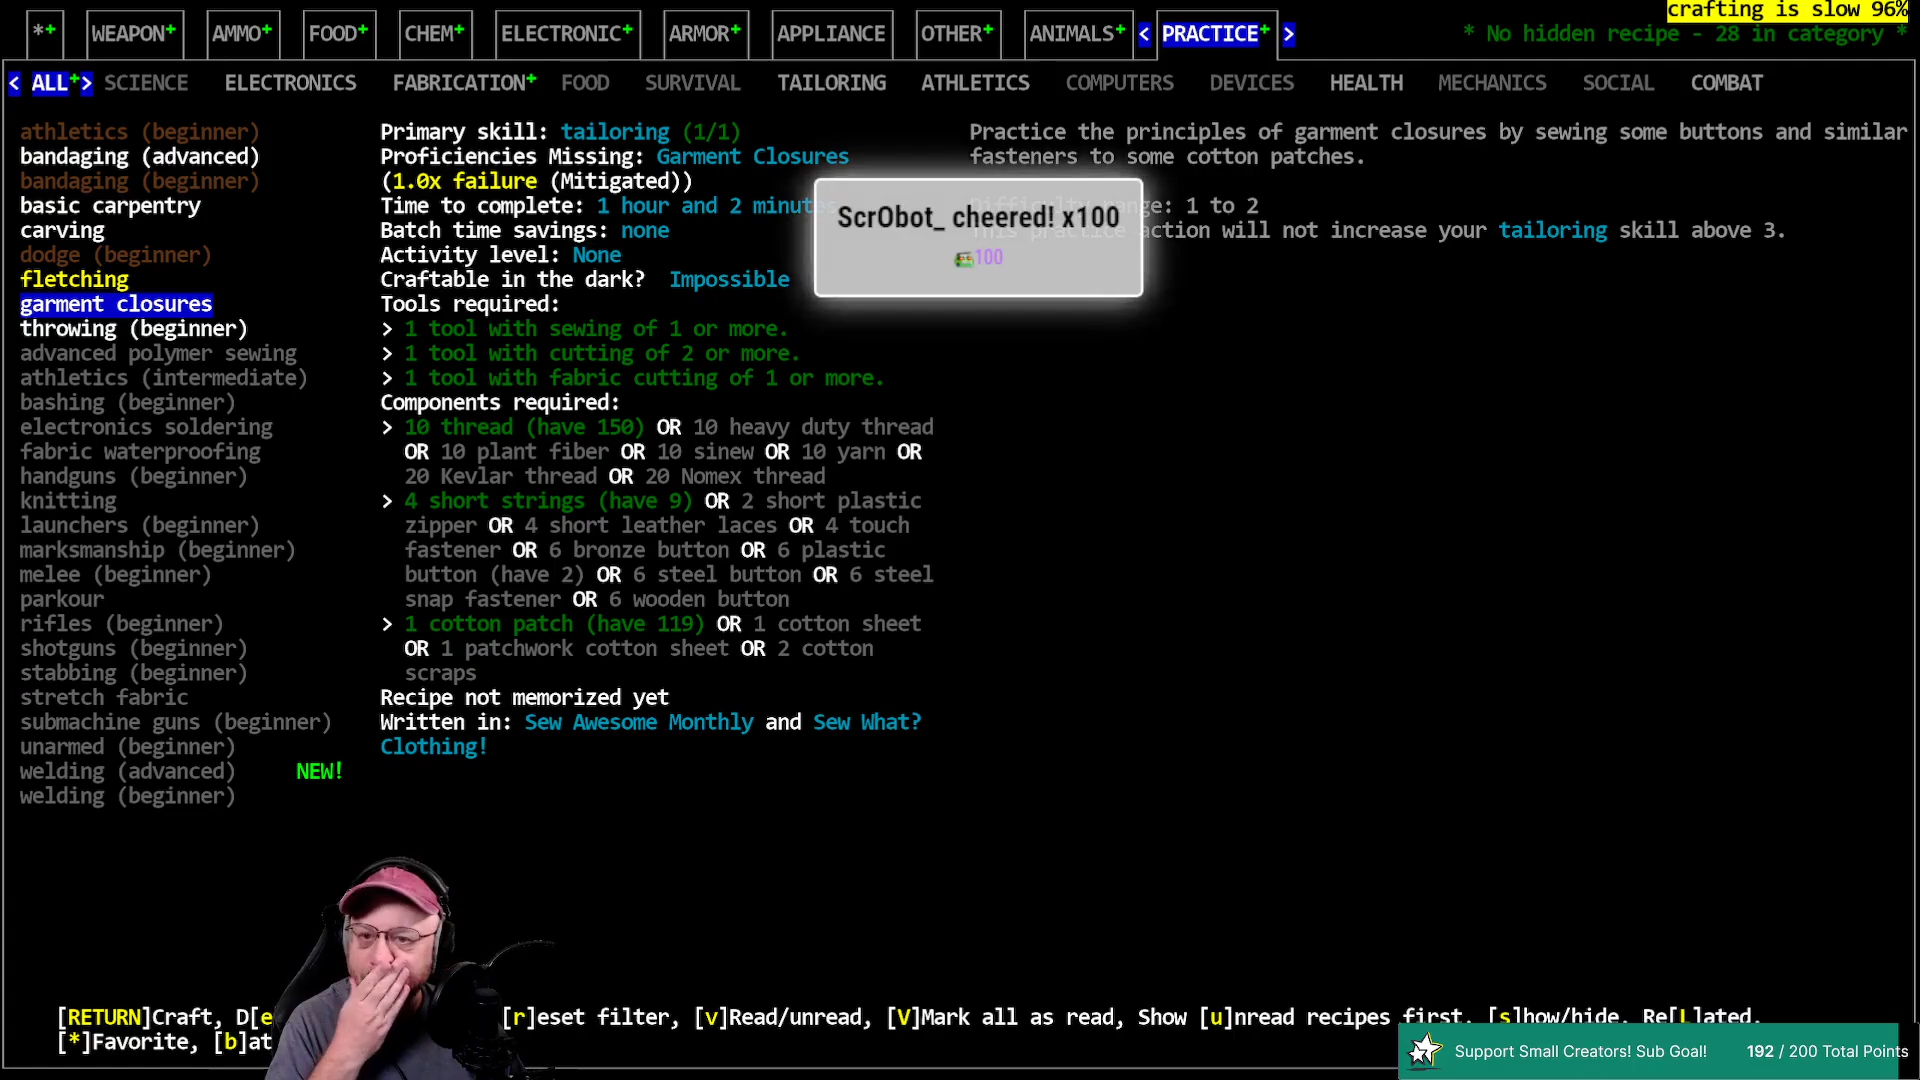 crafting is slow 96%
*+ WEAPON+ AMMO+ FOOD+ CHEM+ ELECTRONIC+ ARMOR+ APPLIANCE OTHER+ ANIMALS+ < PRACTICE+ > * No hidden recipe - 28 in category *
< ALL+> SCIENCE ELECTRONICS FABRICATION+ FOOD SURVIVAL TAILORING ATHLETICS COMPUTERS DEVICES HEALTH MECHANICS SOCIAL COMBAT
athletics (beginner)
bandaging (advanced)
bandaging (beginner)
basic carpentry
carving
dodge (beginner)
fletching
garment closures
throwing (beginner)
advanced polymer sewing
athletics (intermediate)
bashing (beginner)
electronics soldering
fabric waterproofing
handguns (beginner)
knitting
launchers (beginner)
marksmanship (beginner)
melee (beginner)
parkour
rifles (beginner)
shotguns (beginner)
stabbing (beginner)
stretch fabric
submachine guns (beginner)
unarmed (beginner)
welding (advanced) NEW!
welding (beginner)
Primary skill: tailoring (1/1)
Proficiencies Missing: Garment Closures
(1.0x failure (Mitigated))
Time to complete: 1 hour and 2 minutes
Batch time savings: none
Activity level: None
Craftable in the dark? Impossible
Tools required:
> 1 tool with sewing of 1 or more.
> 1 tool with cutting of 2 or more.
> 1 tool with fabric cutting of 1 or more.
Components required:
> 10 thread (have 150) OR 10 heavy duty thread
OR 10 plant fiber OR 10 sinew OR 10 yarn OR
20 Kevlar thread OR 20 Nomex thread
> 4 short strings (have 9) OR 2 short plastic
zipper OR 4 short leather laces OR 4 touch
fastener OR 6 bronze button OR 6 plastic
button (have 2) OR 6 steel button OR 6 steel
snap fastener OR 6 wooden button
> 1 cotton patch (have 119) OR 1 cotton sheet
OR 1 patchwork cotton sheet OR 2 cotton
scraps
Recipe not memorized yet
Written in: Sew Awesome Monthly and Sew What?
Clothing!
Practice the principles of garment closures by sewing some buttons and similar
fasteners to some cotton patches.
Difficulty range: 1 to 2
This practice action will not increase your tailoring skill above 3.
ScrObot_ cheered! x100
100
[RETURN]Craft, D[e [r]eset filter, [v]Read/unread, [V]Mark all as read, Show [u]nread recipes first, [s]how/hide, Re[L]ated,
[*]Favorite, [b]at
Support Small Creators! Sub Goal! 192 / 200 Total Points